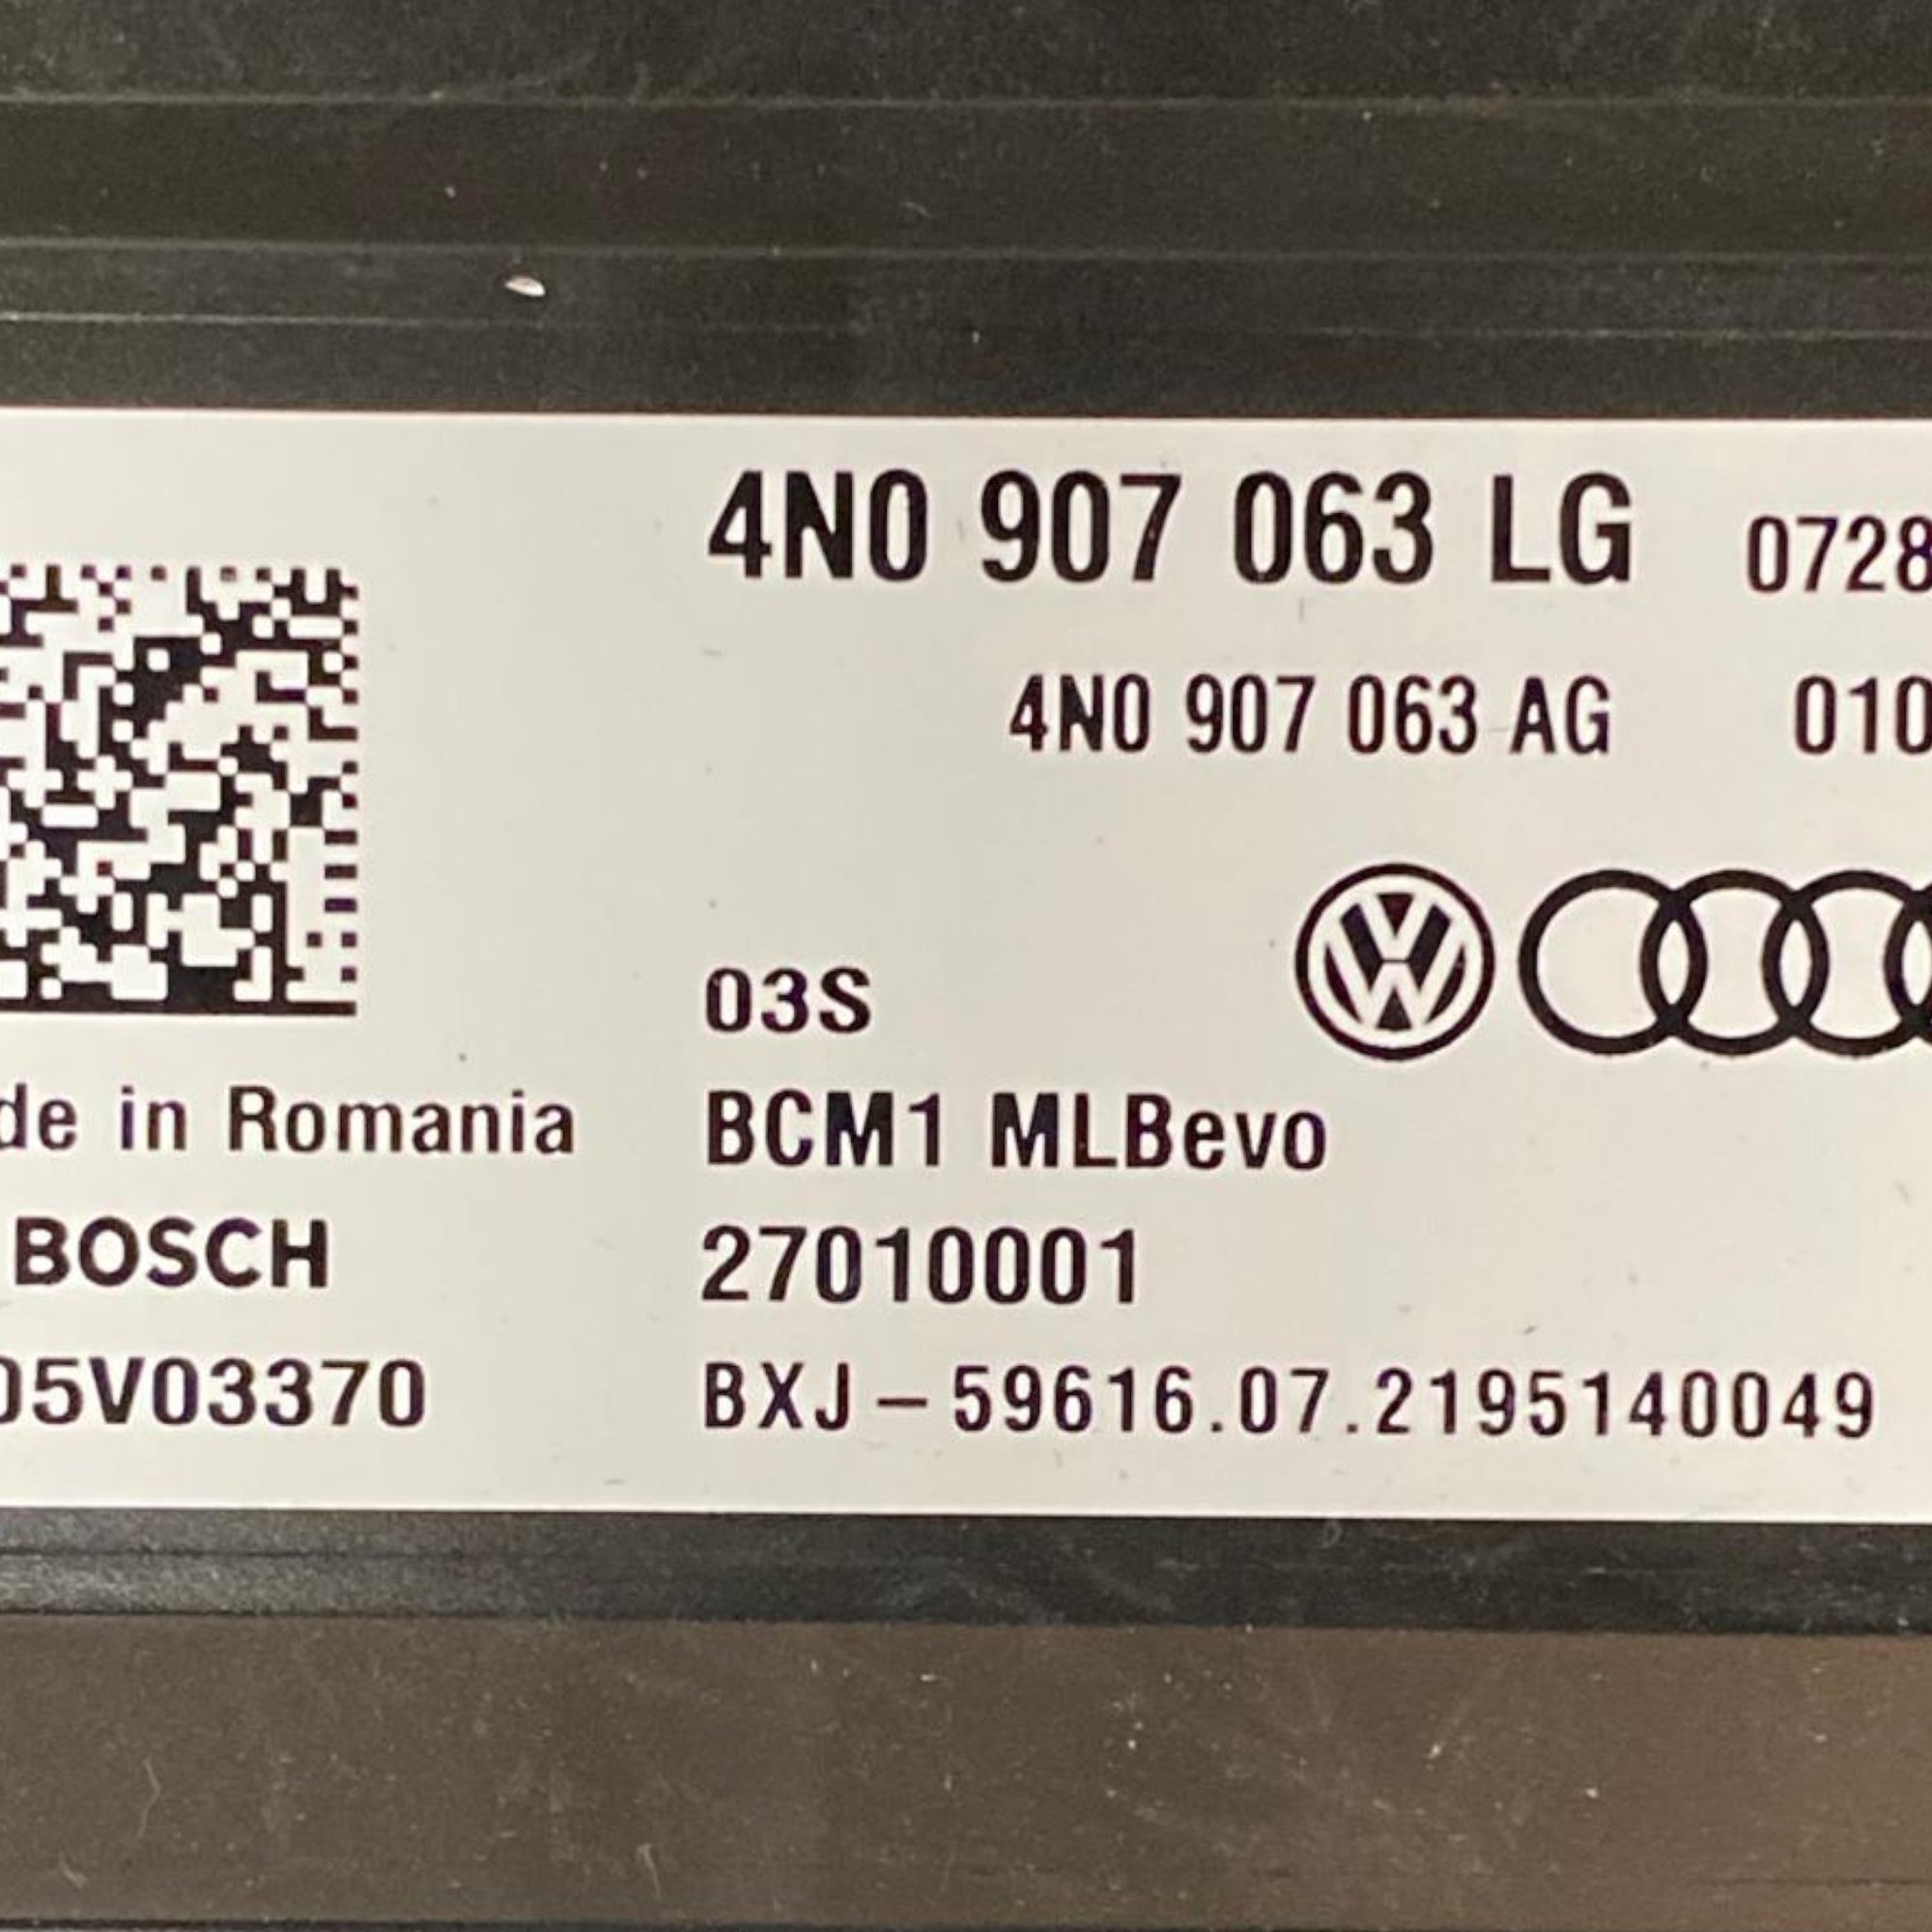 4N0 907 063 LG 0728
4N0 907 063 AG 010
03S
de in Romania
BCM1 MLBevo
BOSCH
27010001
05V03370
BXJ-59616.07.2195140049